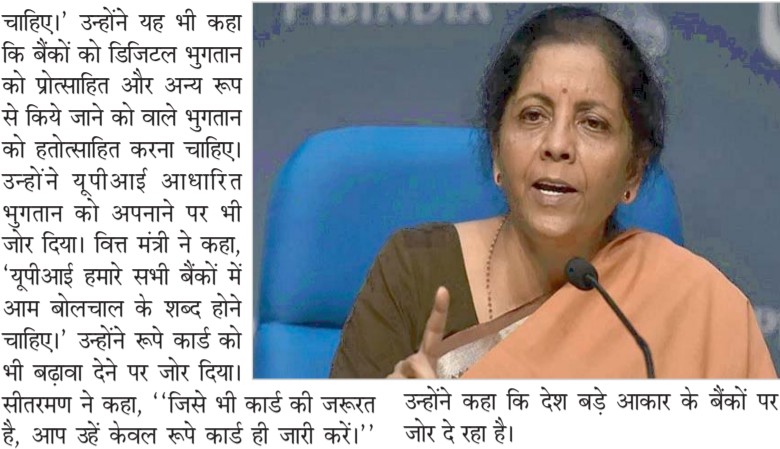 PIBINDIA
चाहिए।’ उन्होंने यह भी कहा
कि बैंकों को डिजिटल भुगतान
को प्रोत्साहित और अन्य रूप
से किये जाने को वाले भुगतान
को हतोत्साहित करना चाहिए।
उन्होंने यूपीआई आधारित
भुगतान को अपनाने पर भी
जोर दिया। वित्त मंत्री ने कहा,
‘यूपीआई हमारे सभी बैंकों में
आम बोलचाल के शब्द होने
चाहिए।’ उन्होंने रूपे कार्ड को
भी बढ़ावा देने पर जोर दिया।
सीतरमण ने कहा, ‘‘जिसे भी कार्ड की जरूरत
है, आप उहें केवल रूपे कार्ड ही जारी करें।’’
उन्होंने कहा कि देश बड़े आकार के बैंकों पर
जोर दे रहा है।